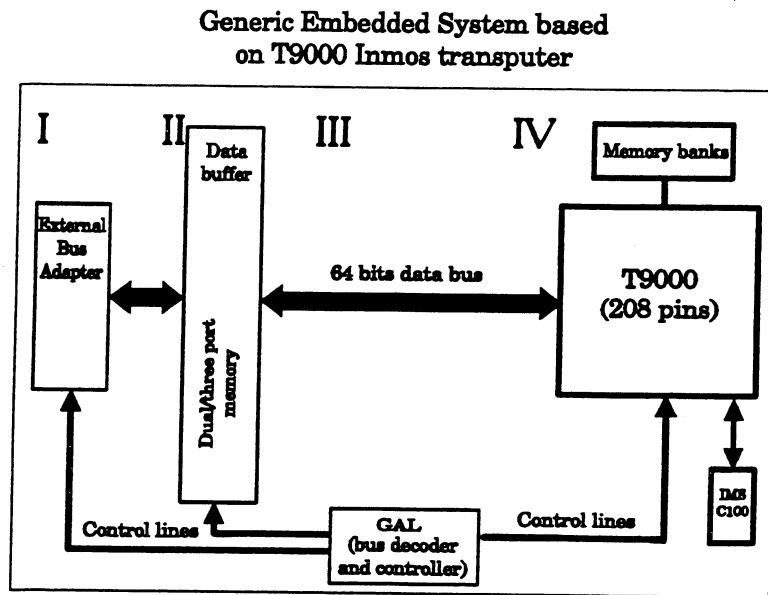 Generic Embedded System based
on T9000 Inmos transputer
I
II
III
IV
Data
buffer
Memory banks
External
Bus
Adapter
64 bits data bus
T9000
(208 pins)
Dual/three port
memory
IMS
C100
Control lines
GAL
(bus decoder
and controller)
Control lines